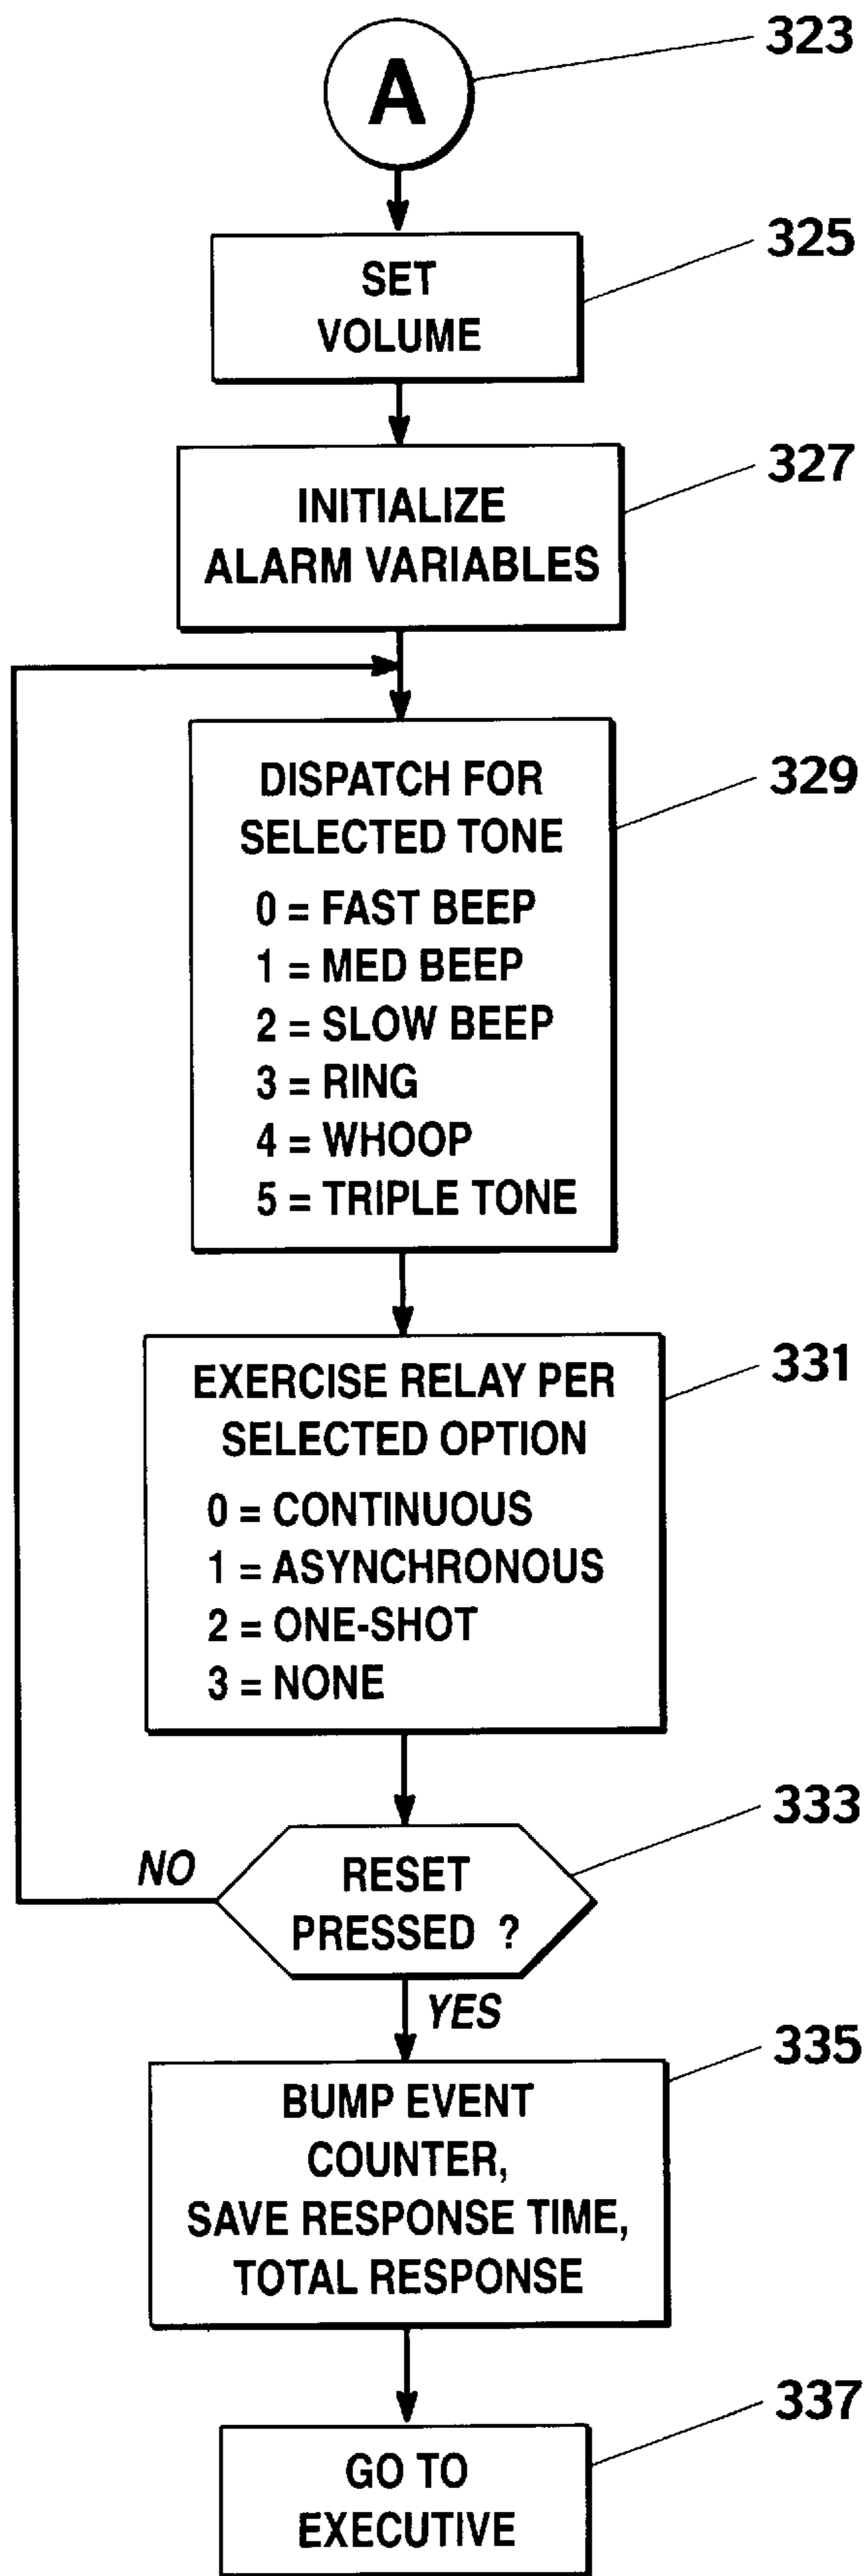 A
323
SET
VOLUME
325
INITIALIZE
ALARM VARIABLES
327
DISPATCH FOR
SELECTED TONE
0 = FAST BEEP
1 = MED BEEP
2 = SLOW BEEP
3 = RING
4 = WHOOP
5 = TRIPLE TONE
329
EXERCISE RELAY PER
SELECTED OPTION
0 = CONTINUOUS
1 = ASYNCHRONOUS
2 = ONE-SHOT
3 = NONE
331
RESET
PRESSED ?
333
NO
YES
BUMP EVENT
COUNTER,
SAVE RESPONSE TIME,
TOTAL RESPONSE
335
GO TO
EXECUTIVE
337